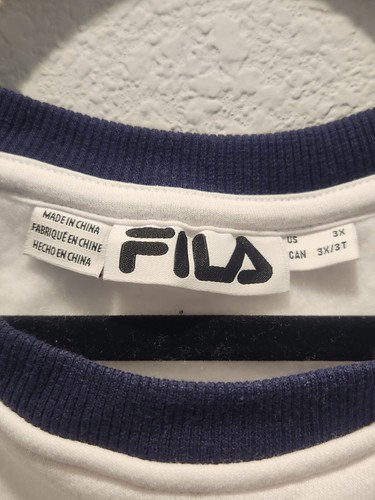 MADE IN CHINA
FABRIQUÉ EN CHINE
HECHO EN CHINA
FILA
US 3X
CAN 3X/3T